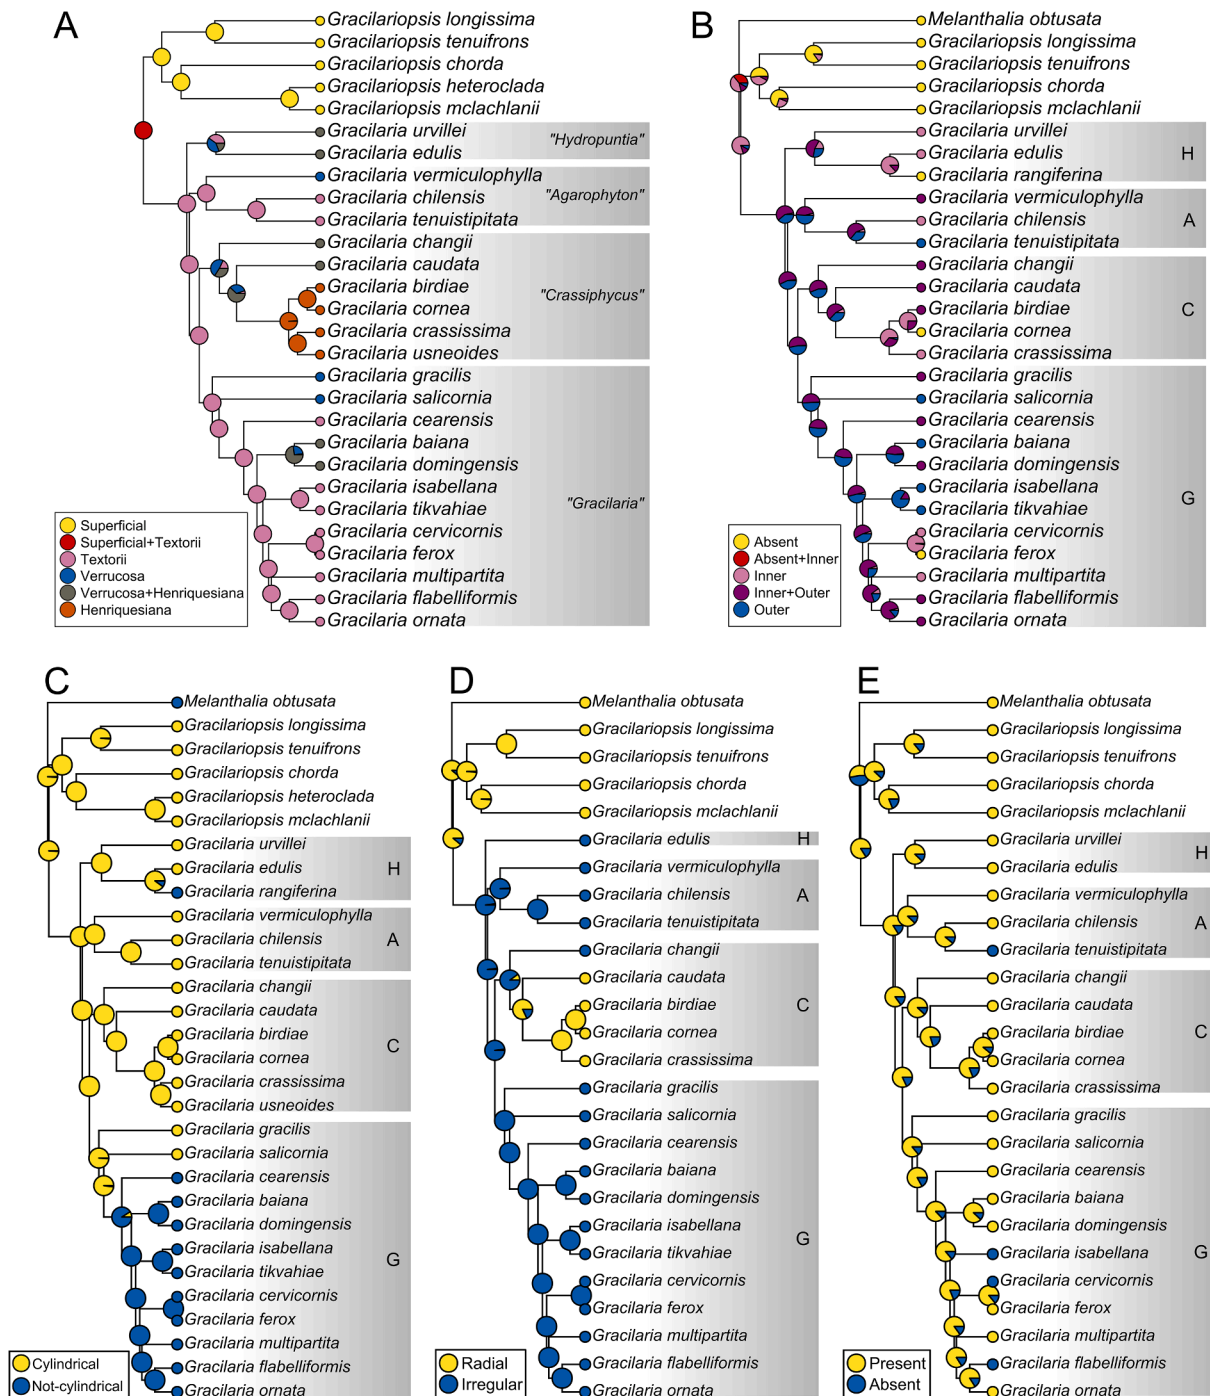 A
Gracilariopsis longissima
Gracilariopsis tenuifrons
Gracilariopsis chorda
Gracilariopsis heteroclada
Gracilariopsis mclachlanii
Gracilaria urvillei
"Hydropuntia"
Gracilaria edulis
Gracilaria vermiculophylla
Gracilaria chilensis
"Agarophyton"
Gracilaria tenuistipitata
Gracilaria changii
Gracilaria caudata
Gracilaria birdiae
"Crassiphycus"
Gracilaria cornea
Gracilaria crassissima
Gracilaria usneoides
Gracilaria gracilis
Gracilaria salicornia
Gracilaria cearensis
Gracilaria baiana
Gracilaria domingensis
Gracilaria isabellana
"Gracilaria"
Gracilaria tikvahiae
Gracilaria cervicornis
Gracilaria ferox
Gracilaria multipartita
Gracilaria flabelliformis
Gracilaria ornata
Superficial
Superficial+Textorii
Textorii
Verrucosa
Verrucosa+Henriquesiana
Henriquesiana
B
Melanthalia obtusata
Gracilariopsis longissima
Gracilariopsis tenuifrons
Gracilariopsis chorda
Gracilariopsis mclachlanii
Gracilaria urvillei
Gracilaria edulis
H
Gracilaria rangiferina
Gracilaria vermiculophylla
Gracilaria chilensis
A
Gracilaria tenuistipitata
Gracilaria changii
Gracilaria caudata
Gracilaria birdiae
C
Gracilaria cornea
Gracilaria crassissima
Gracilaria gracilis
Gracilaria salicornia
Gracilaria cearensis
Gracilaria baiana
Gracilaria domingensis
Gracilaria isabellana
G
Gracilaria tikvahiae
Gracilaria cervicornis
Gracilaria ferox
Gracilaria multipartita
Gracilaria flabelliformis
Gracilaria ornata
Absent
Absent+Inner
Inner
Inner+Outer
Outer
C
Melanthalia obtusata
Gracilariopsis longissima
Gracilariopsis tenuifrons
Gracilariopsis chorda
Gracilariopsis heteroclada
Gracilariopsis mclachlanii
Gracilaria urvillei
Gracilaria edulis
H
Gracilaria rangiferina
Gracilaria vermiculophylla
Gracilaria chilensis
A
Gracilaria tenuistipitata
Gracilaria changii
Gracilaria caudata
Gracilaria birdiae
C
Gracilaria cornea
Gracilaria crassissima
Gracilaria usneoides
Gracilaria gracilis
Gracilaria salicornia
Gracilaria cearensis
Gracilaria baiana
Gracilaria domingensis
Gracilaria isabellana
G
Gracilaria tikvahiae
Gracilaria cervicornis
Gracilaria ferox
Gracilaria multipartita
Gracilaria flabelliformis
Gracilaria ornata
Cylindrical
Not-cylindrical
D
Melanthalia obtusata
Gracilariopsis longissima
Gracilariopsis tenuifrons
Gracilariopsis chorda
Gracilariopsis mclachlanii
Gracilaria edulis
H
Gracilaria vermiculophylla
Gracilaria chilensis
A
Gracilaria tenuistipitata
Gracilaria changii
Gracilaria caudata
Gracilaria birdiae
C
Gracilaria cornea
Gracilaria crassissima
Gracilaria gracilis
Gracilaria salicornia
Gracilaria cearensis
Gracilaria baiana
Gracilaria domingensis
Gracilaria isabellana
G
Gracilaria tikvahiae
Gracilaria cervicornis
Gracilaria ferox
Gracilaria multipartita
Gracilaria flabelliformis
Gracilaria ornata
Radial
Irregular
E
Melanthalia obtusata
Gracilariopsis longissima
Gracilariopsis tenuifrons
Gracilariopsis chorda
Gracilariopsis mclachlanii
Gracilaria urvillei
H
Gracilaria edulis
Gracilaria vermiculophylla
Gracilaria chilensis
A
Gracilaria tenuistipitata
Gracilaria changii
Gracilaria caudata
Gracilaria birdiae
C
Gracilaria cornea
Gracilaria crassissima
Gracilaria gracilis
Gracilaria salicornia
Gracilaria cearensis
Gracilaria baiana
Gracilaria domingensis
Gracilaria isabellana
G
Gracilaria cervicornis
Gracilaria ferox
Gracilaria multipartita
Gracilaria flabelliformis
Gracilaria ornata
Present
Absent